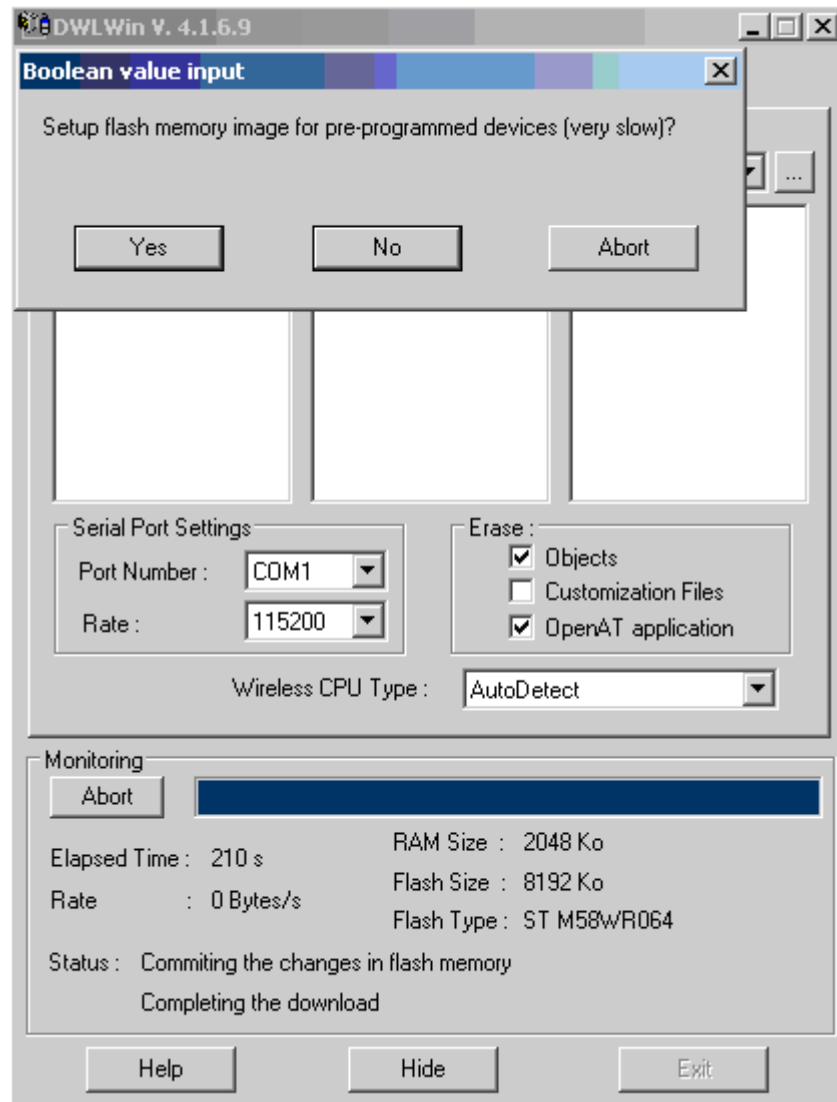 DWLWin V. 4.1.6.9
Boolean value input
Setup flash memory image for pre-programmed devices (very slow)?
...
Yes No Abort
Serial Port Settings
Port Number : COM1
Rate : 115200
Erase :
Objects
Customization Files
OpenAT application
Wireless CPU Type : AutoDetect
Monitoring
Abort
Elapsed Time : 210 s
Rate : 0 Bytes/s
RAM Size : 2048 Ko
Flash Size : 8192 Ko
Flash Type : ST M58WR064
Status : Commiting the changes in flash memory
Completing the download
Help Hide Exit